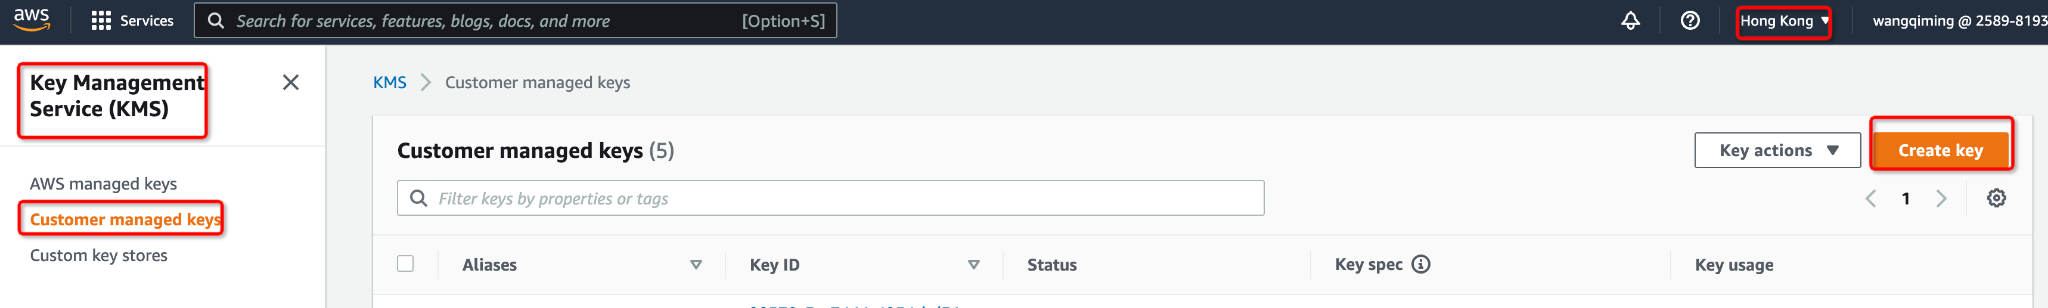 aws
Services
Search for services, features, blogs, docs, and more
[Option+S]
Hong Kong
wangqiming @ 2589-8193
Key Management
Service (KMS)
AWS managed keys
Customer managed keys
Custom key stores
KMS
Customer managed keys
Customer managed keys (5)
Key actions
Create key
Filter keys by properties or tags
1
Aliases
Key ID
Status
Key spec
Key usage